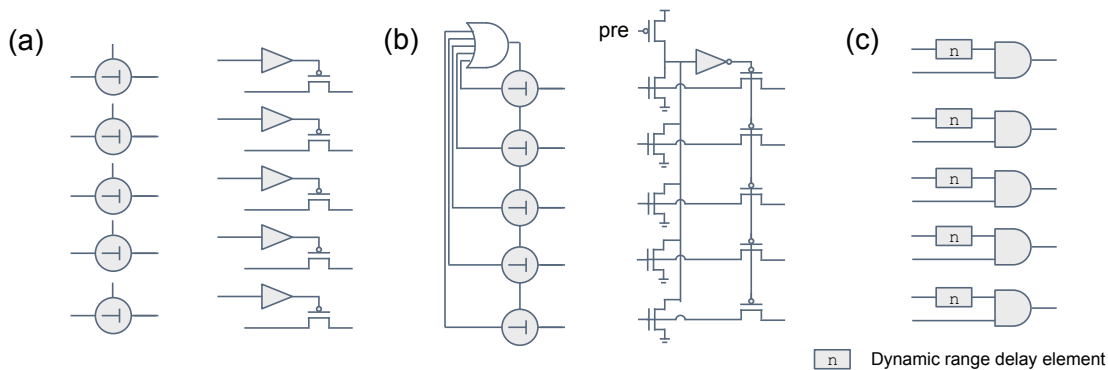 (a)
(b)
pre
(c)
n
n
n
n
n
n Dynamic range delay element